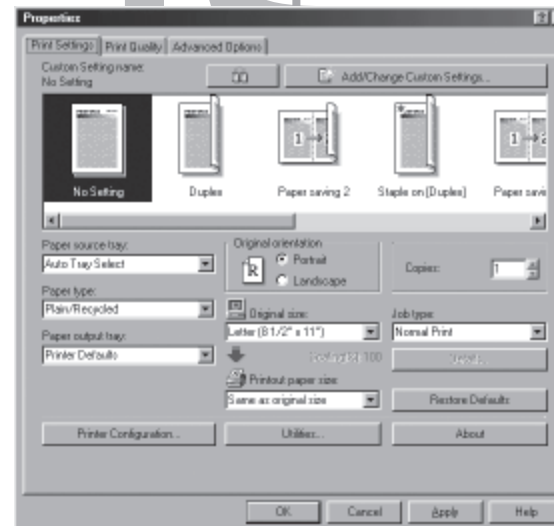 Properties
Print Settings Print Quality Advanced Options
Custom Setting name:
No Setting
Add/Change Custom Settings...
1
1
No Setting Duplex Paper saving 2 Staple on (Duplex) Paper savi
Paper source tray:
Auto Tray Select
Original orientation
R
Portrait
Landscape
Copies: 1
Paper type:
Plain/Recycled
Original size:
Letter (8 1/2" x 11")
Job type:
Normal Print
Paper output tray:
Printer Defaults
Printout paper size:
Same as original size
Restore Defaults
Printer Configuration... Utilities... About
OK Cancel Apply Help